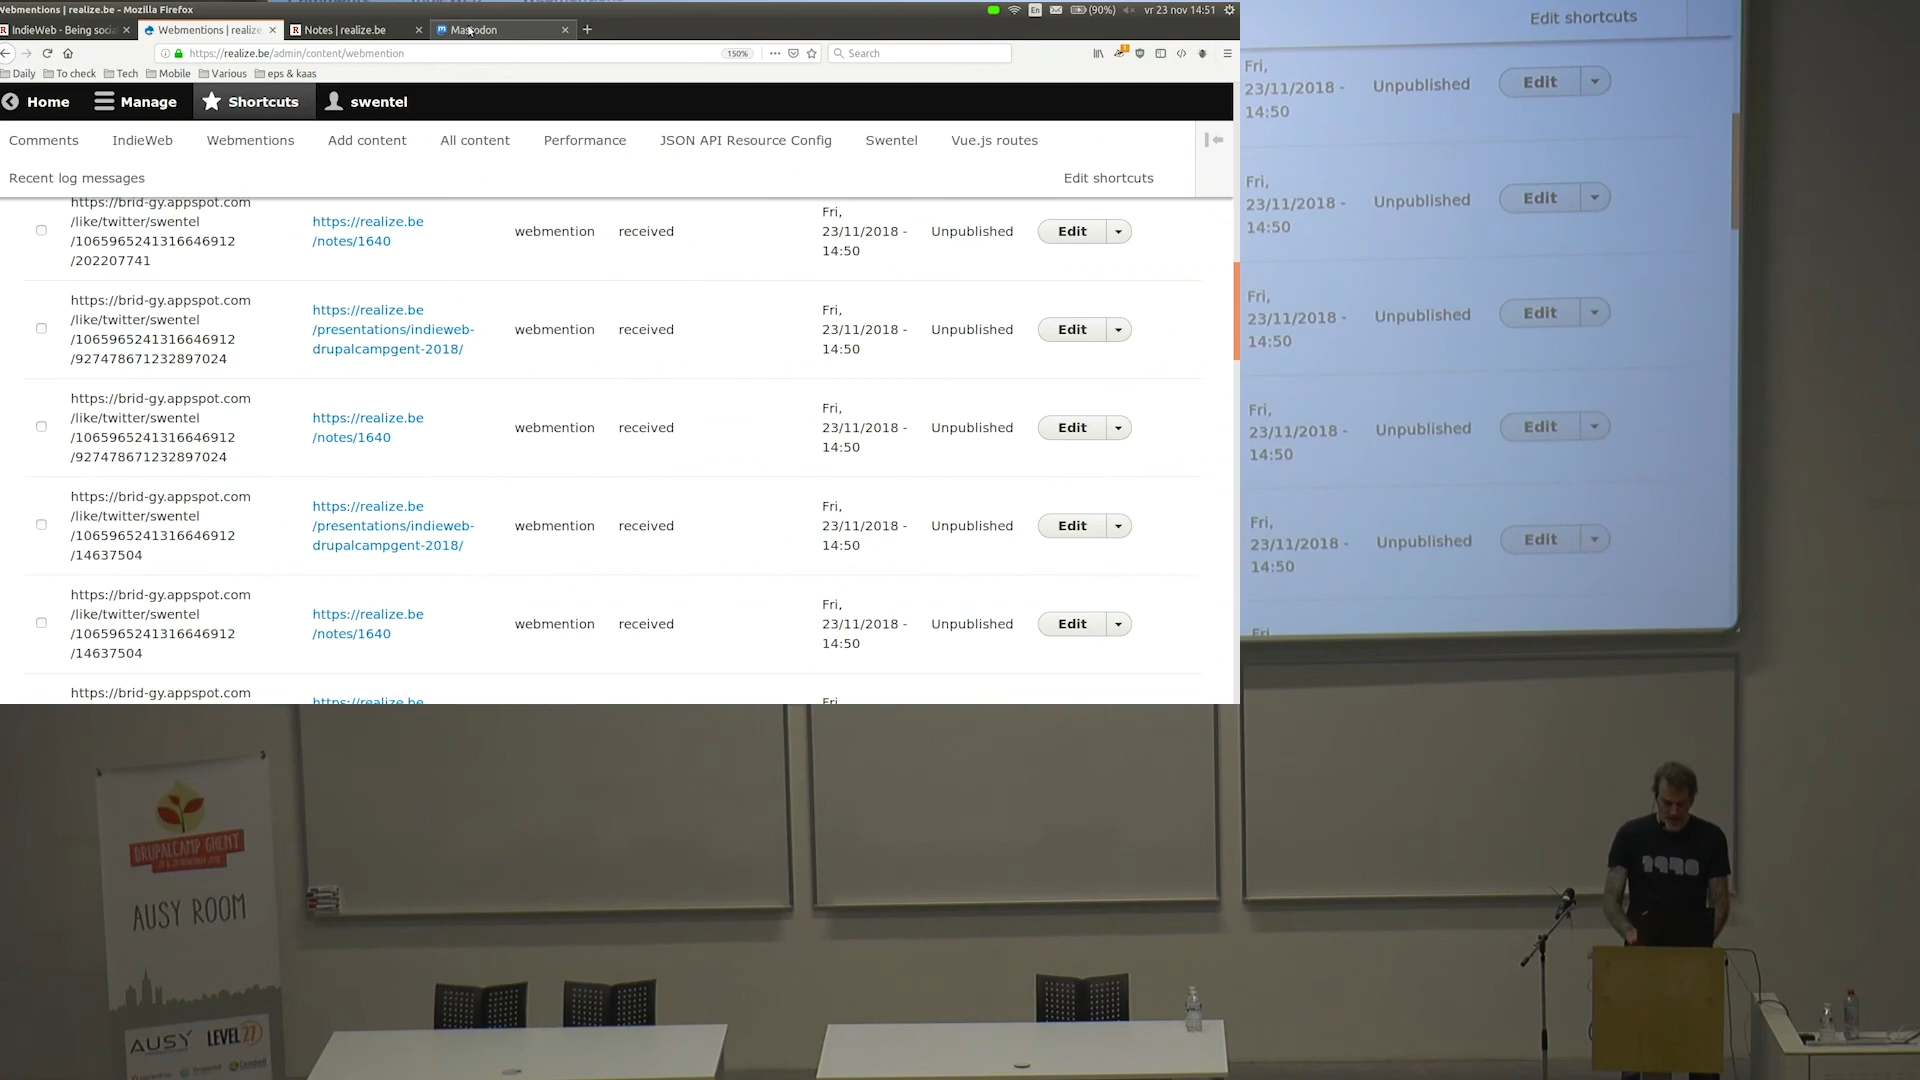 Webmentions | realize.be - Mozilla Firefox
(90%) vr 23 nov 14:51
En
IndieWeb - Being socia
Webmentions | realize.
Notes | realize.be
Mastodon
https://realize.be/admin/content/webmention
150%
Search
Daily To check Tech Mobile Various eps & kaas
Home Manage Shortcuts swentel
Comments IndieWeb Webmentions Add content All content Performance JSON API Resource Config Swentel Vue.js routes
Recent log messages Edit shortcuts
https://brid-gy.appspot.com
/like/twitter/swentel
/1065965241316646912
/202207741
https://realize.be
/notes/1640
webmention received
Fri,
23/11/2018 -
14:50
Unpublished Edit
https://brid-gy.appspot.com
/like/twitter/swentel
/1065965241316646912
/927478671232897024
https://realize.be
/presentations/indieweb-
drupalcampgent-2018/
webmention received
Fri,
23/11/2018 -
14:50
Unpublished Edit
https://brid-gy.appspot.com
/like/twitter/swentel
/1065965241316646912
/927478671232897024
https://realize.be
/notes/1640
webmention received
Fri,
23/11/2018 -
14:50
Unpublished Edit
https://brid-gy.appspot.com
/like/twitter/swentel
/1065965241316646912
/14637504
https://realize.be
/presentations/indieweb-
drupalcampgent-2018/
webmention received
Fri,
23/11/2018 -
14:50
Unpublished Edit
https://brid-gy.appspot.com
/like/twitter/swentel
/1065965241316646912
/14637504
https://realize.be
/notes/1640
webmention received
Fri,
23/11/2018 -
14:50
Unpublished Edit
https://brid-gy.appspot.com
https://realize.be
Fri,
Edit shortcuts
Fri,
23/11/2018 -
14:50
Unpublished Edit
Fri,
23/11/2018 -
14:50
Unpublished Edit
Fri,
23/11/2018 -
14:50
Unpublished Edit
Fri,
23/11/2018 -
14:50
Unpublished Edit
Fri,
23/11/2018 -
14:50
Unpublished Edit
Fri
DRUPALCAMP GHENT
AUSY ROOM
AUSY LEVEL27